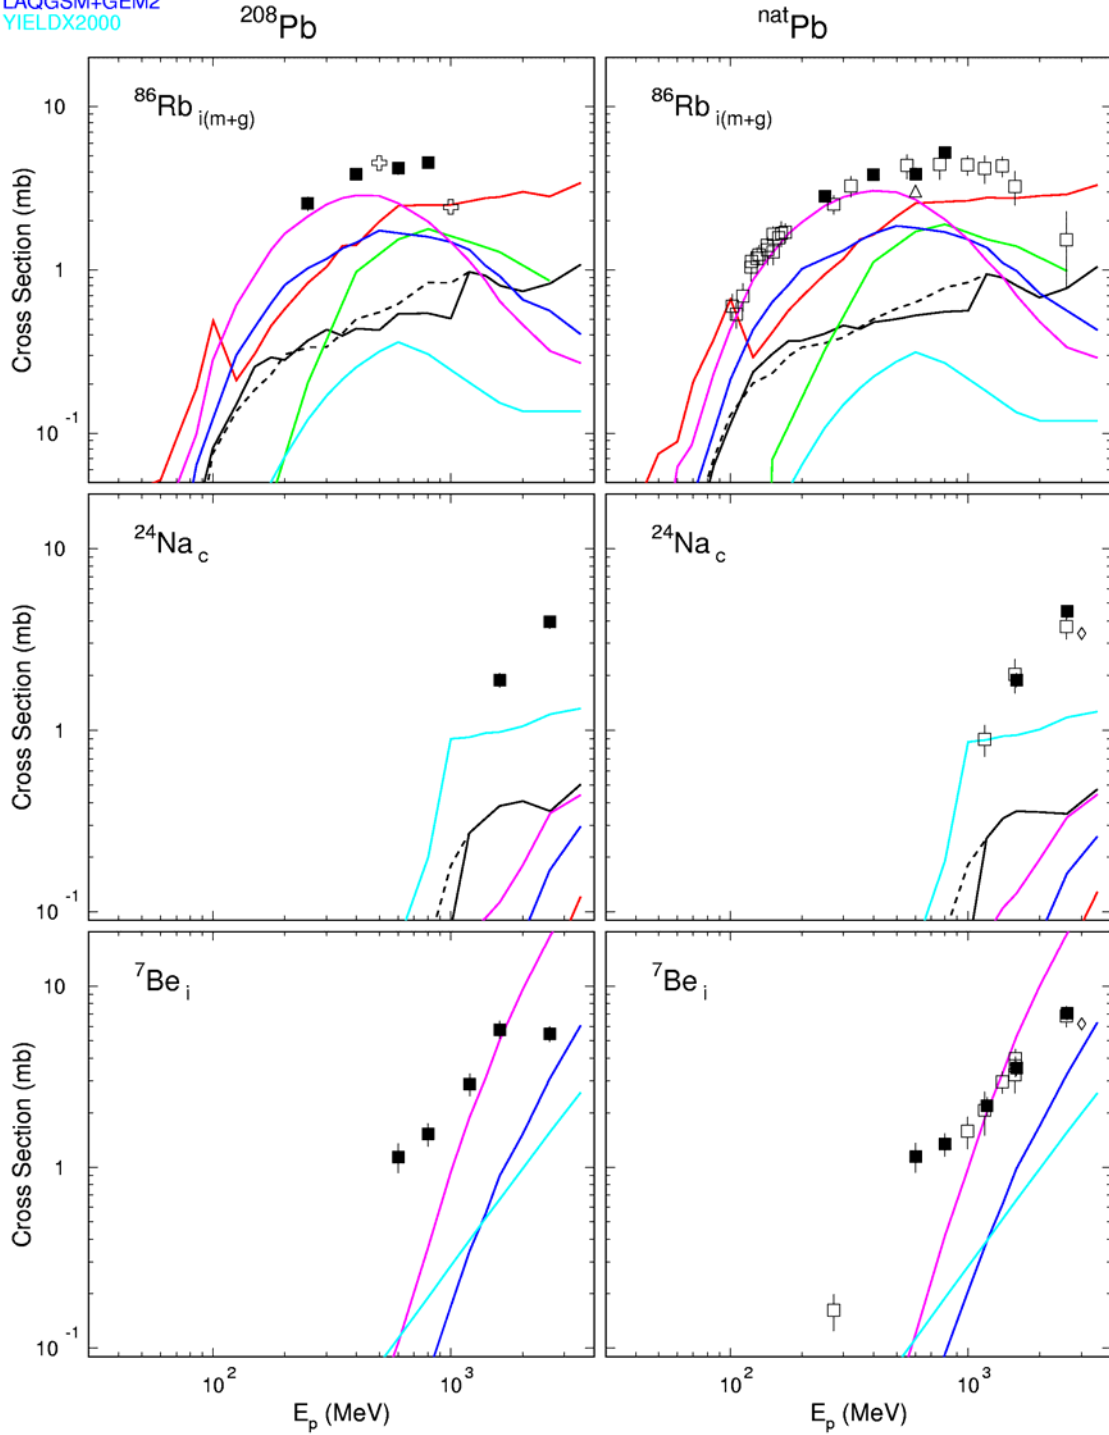 LAQGSM+GEM2
YIELDX2000
²⁰⁸Pb
ⁿᵃᵗPb
⁸⁶Rb i(m+g)
⁸⁶Rb i(m+g)
10
1
10⁻¹
Cross Section (mb)
²⁴Na c
²⁴Na c
10
1
10⁻¹
Cross Section (mb)
⁷Be i
⁷Be i
10
1
10⁻¹
Cross Section (mb)
10² 10³ 10² 10³
E_p (MeV) E_p (MeV)